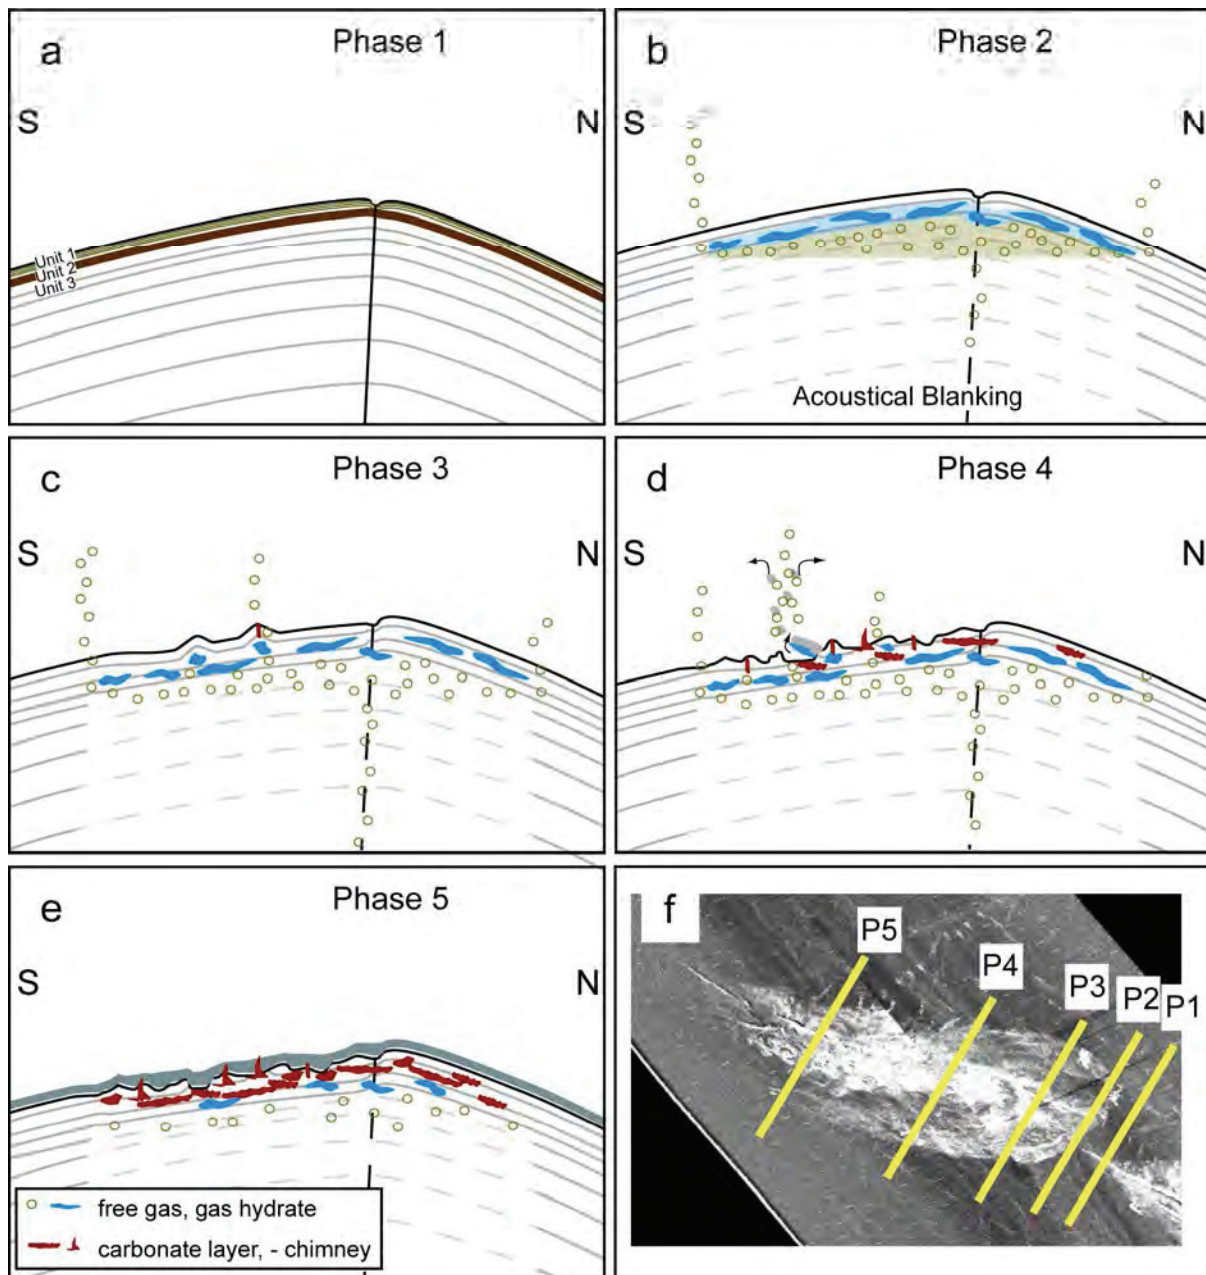 a
Phase 1
S
N
Unit 1
Unit 2
Unit 3
b
Phase 2
S
N
Acoustical Blanking
c
Phase 3
S
N
d
Phase 4
S
N
e
Phase 5
S
N
free gas, gas hydrate
carbonate layer, - chimney
f
P5
P4
P3
P2
P1